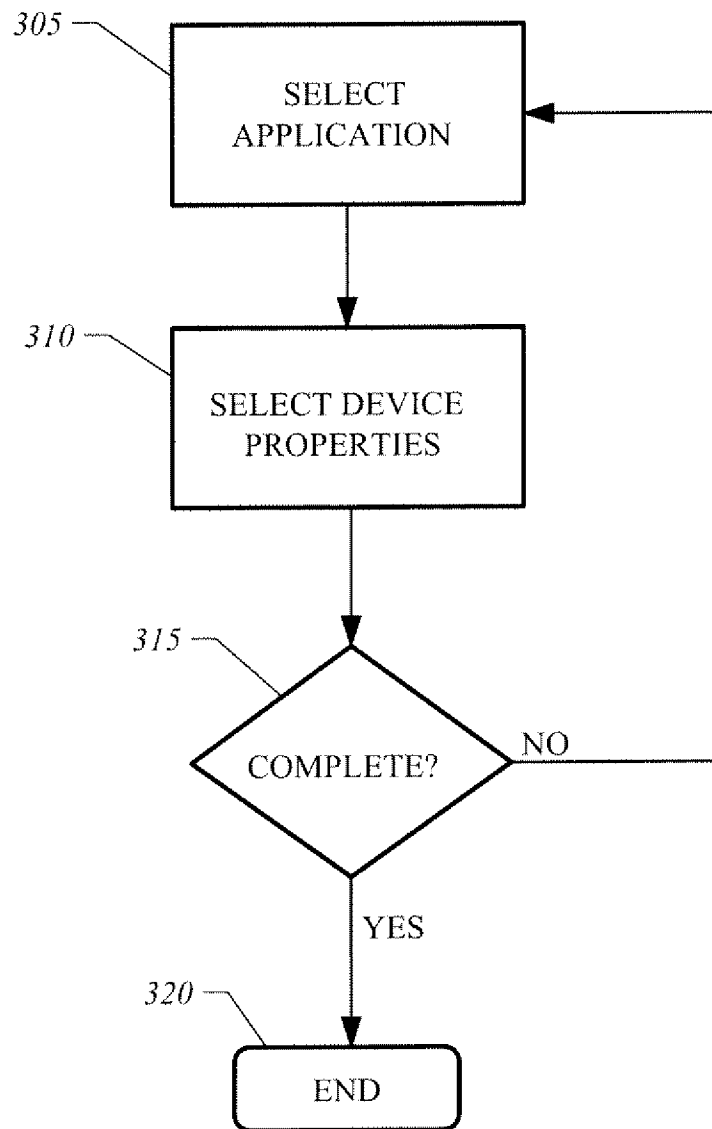 305
SELECT
APPLICATION
310
SELECT DEVICE
PROPERTIES
315
COMPLETE?
NO
YES
320
END